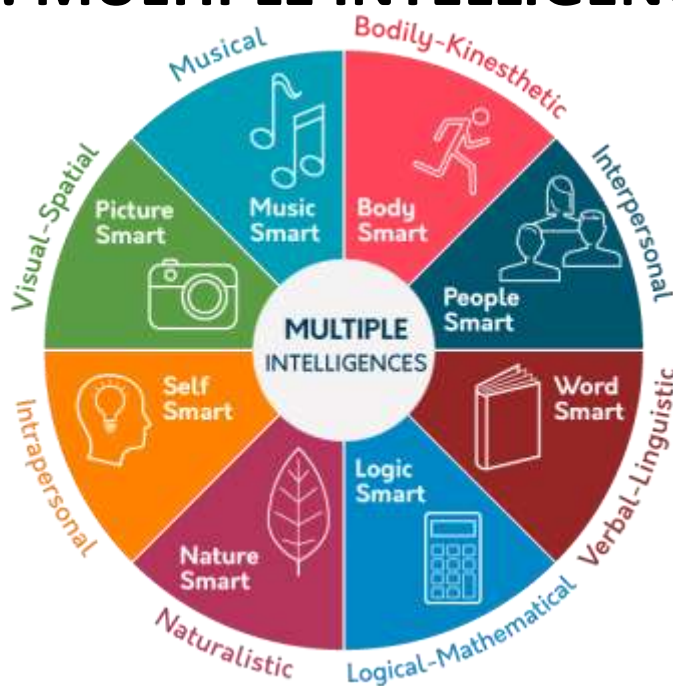 MULTIPLE
Musical
Bodily-Kinesthetic
Interpersonal
Verbal-Linguistic
Logical-Mathematical
Naturalistic
Intrapersonal
Visual-Spatial
Music
Smart
Body
Smart
People
Smart
Word
Smart
Logic
Smart
Nature
Smart
Self
Smart
Picture
Smart
MULTIPLE
INTELLIGENCES